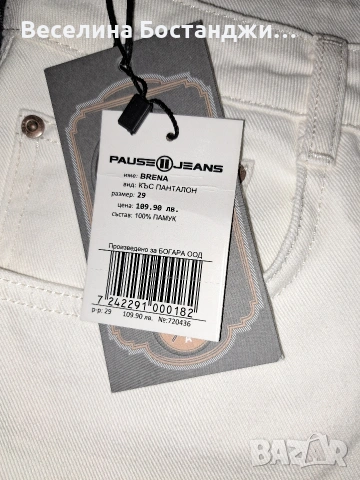 Веселина Бостанджи...
PAUSE JEANS
име: BRENA
вид: КЪС ПАНТАЛОН
размер: 29
цена: 109.90 лв.
състав: 100% ПАМУК
Произведено за БОГАРА ООД
7 242291 000182
р-р: 29 109.90 лв. №:720436
BAZAR